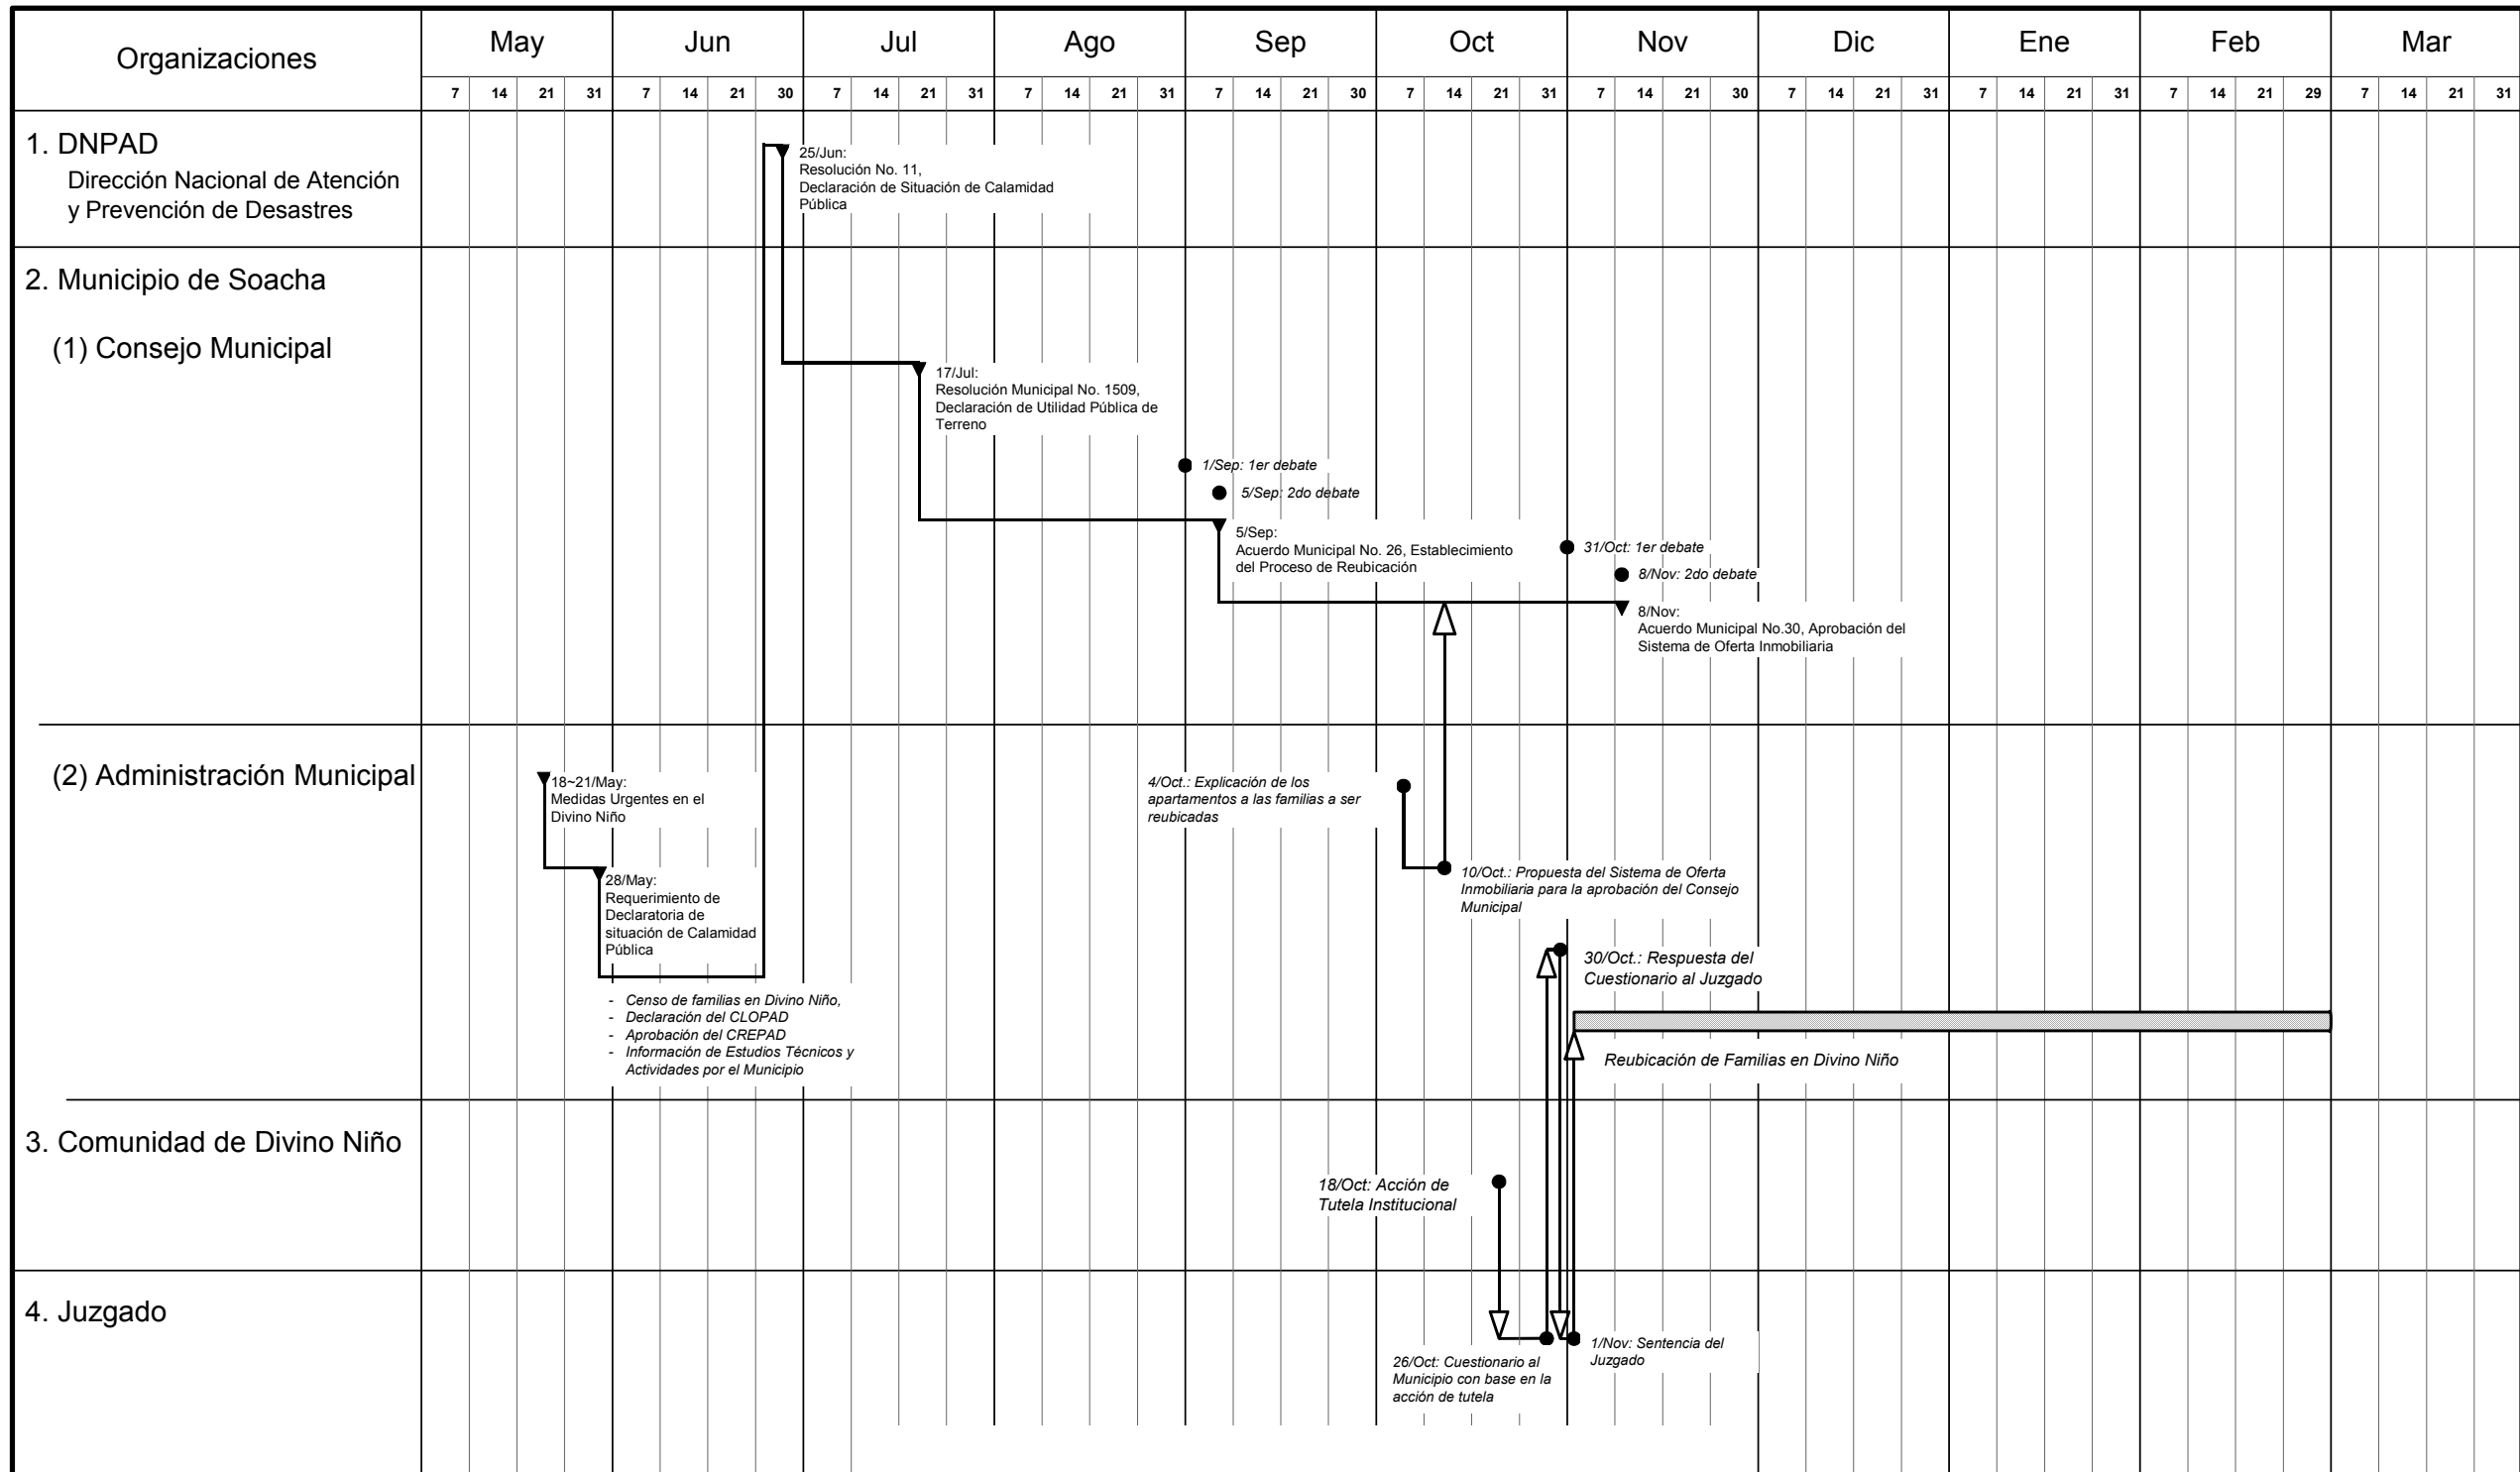 Organizaciones
May Jun Jul Ago Sep Oct Nov Dic Ene Feb Mar
7 14 21 31 7 14 21 30 7 14 21 31 7 14 21 31 7 14 21 30 7 14 21 31 7 14 21 30 7 14 21 31 7 14 21 31 7 14 21 29 7 14 21 31
1. DNPAD
Dirección Nacional de Atención
y Prevención de Desastres
25/Jun:
Resolución No. 11,
Declaración de Situación de Calamidad
Pública
2. Municipio de Soacha
(1) Consejo Municipal
17/Jul:
Resolución Municipal No. 1509,
Declaración de Utilidad Pública de
Terreno
1/Sep: 1er debate
5/Sep: 2do debate
5/Sep:
Acuerdo Municipal No. 26, Establecimiento
del Proceso de Reubicación
31/Oct: 1er debate
8/Nov: 2do debate
8/Nov:
Acuerdo Municipal No.30, Aprobación del
Sistema de Oferta Inmobiliaria
(2) Administración Municipal
18~21/May:
Medidas Urgentes en el
Divino Niño
28/May:
Requerimiento de
Declaratoria de
situación de Calamidad
Pública
- Censo de familias en Divino Niño,
- Declaración del CLOPAD
- Aprobación del CREPAD
- Información de Estudios Técnicos y
Actividades por el Municipio
4/Oct.: Explicación de los
apartamentos a las familias a ser
reubicadas
10/Oct.: Propuesta del Sistema de Oferta
Inmobiliaria para la aprobación del Consejo
Municipal
30/Oct.: Respuesta del
Cuestionario al Juzgado
Reubicación de Familias en Divino Niño
3. Comunidad de Divino Niño
18/Oct: Acción de
Tutela Institucional
4. Juzgado
26/Oct: Cuestionario al
Municipio con base en la
acción de tutela
1/Nov: Sentencia del
Juzgado